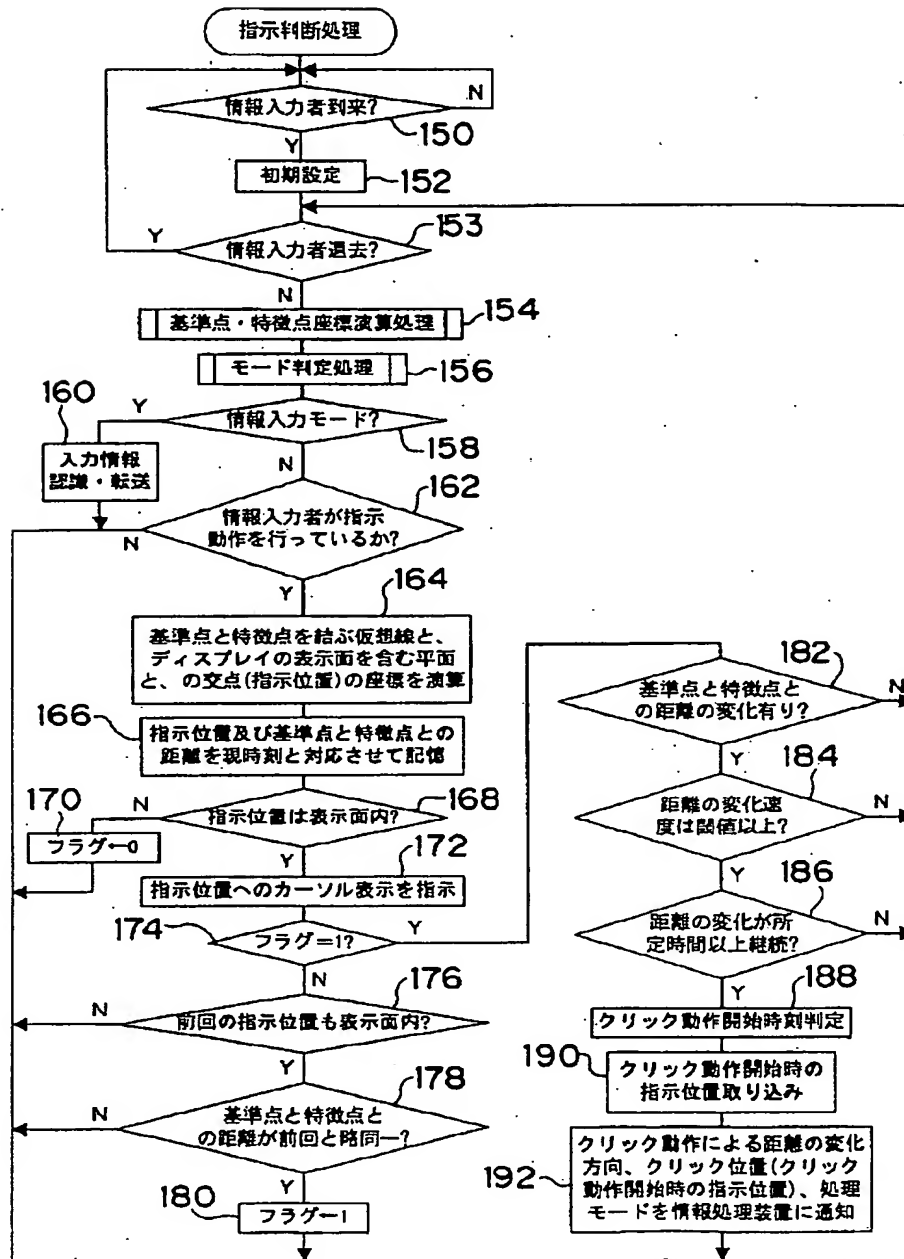 指示判断処理
N
情報入力者到来?
150
Y
初期設定
152
153
Y
情報入力者退去?
N
基準点・特徴点座標演算処理
154
モード判定処理
156
160
Y
情報入力モード?
158
入力情報
認識・転送
N
162
情報入力者が指示
動作を行っているか?
N
Y
164
基準点と特徴点を結ぶ仮想線と、
ディスプレイの表示面を含む平面
と、の交点(指示位置)の座標を演算
166
指示位置及び基準点と特徴点との
距離を現時刻と対応させて記憶
170
N
指示位置は表示面内?
168
フラグ←0
Y
172
指示位置へのカーソル表示を指示
174
フラグ=1?
Y
N
176
N
前回の指示位置も表示面内?
Y
178
N
基準点と特徴点と
の距離が前回と略同一?
Y
180
フラグ←1
182
基準点と特徴点と
の距離の変化有り?
N
Y
184
距離の変化速
度は閾値以上?
N
Y
186
距離の変化が所
定時間以上継続?
N
Y
188
クリック動作開始時刻判定
190
クリック動作開始時の
指示位置取り込み
192
クリック動作による距離の変化
方向、クリック位置(クリック
動作開始時の指示位置)、処理
モードを情報処理装置に通知